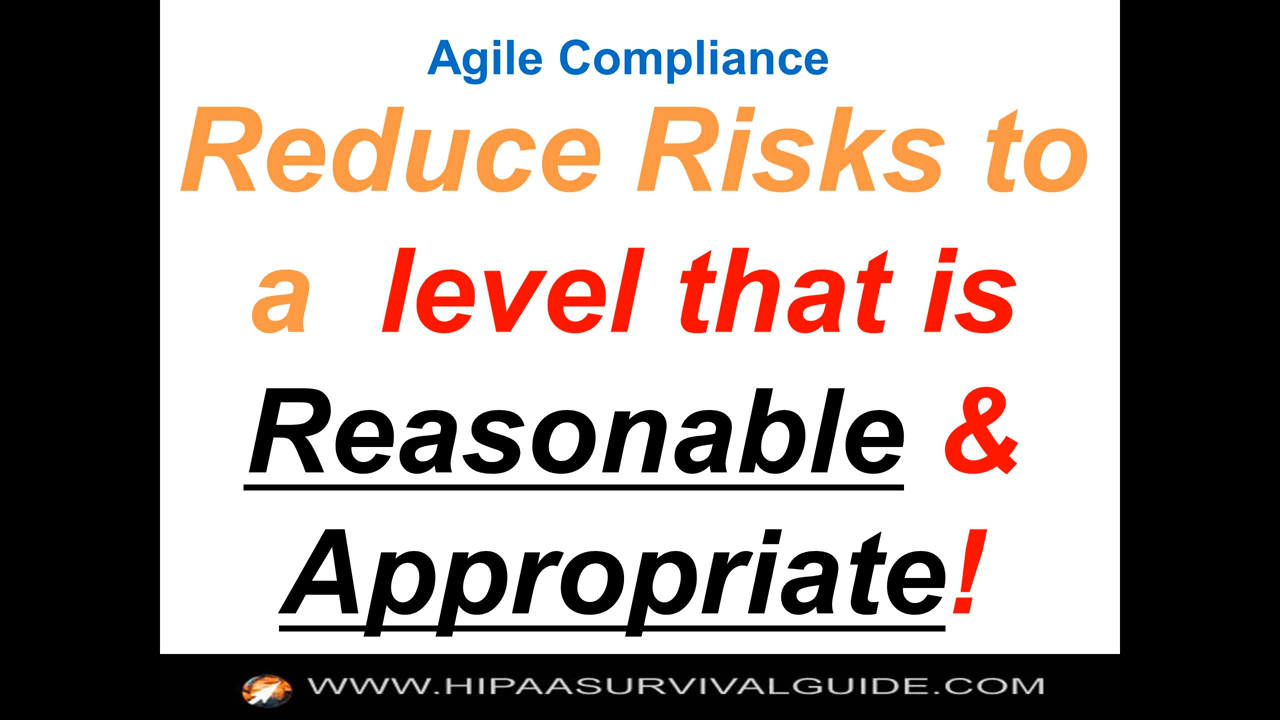 Agile Compliance
Reduce Risks to
a level that is
Reasonable &
Appropriate!
WWW.HIPAASURVIVALGUIDE.COM